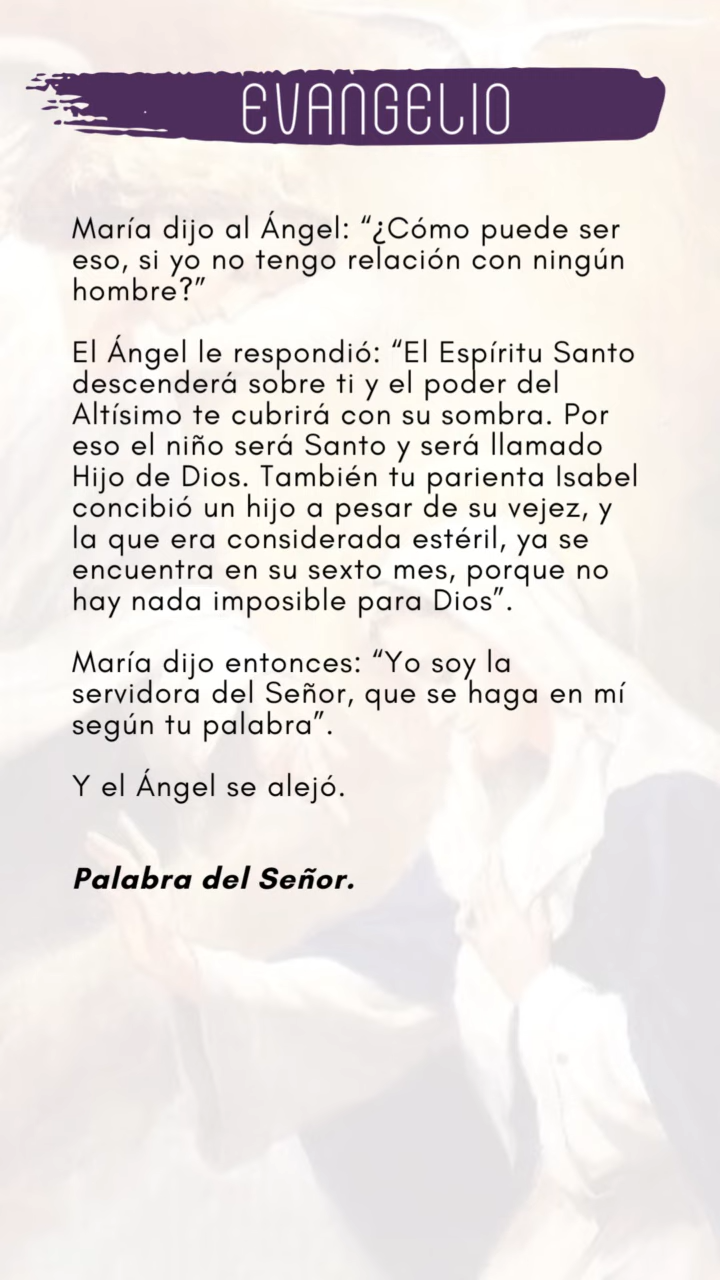 EVANGELIO
María dijo al Ángel: “¿Cómo puede ser
eso, si yo no tengo relación con ningún
hombre?”
El Ángel le respondió: “El Espíritu Santo
descenderá sobre ti y el poder del
Altísimo te cubrirá con su sombra. Por
eso el niño será Santo y será llamado
Hijo de Dios. También tu parienta Isabel
concibió un hijo a pesar de su vejez, y
la que era considerada estéril, ya se
encuentra en su sexto mes, porque no
hay nada imposible para Dios”.
María dijo entonces: “Yo soy la
servidora del Señor, que se haga en mí
según tu palabra”.
Y el Ángel se alejó.
Palabra del Señor.